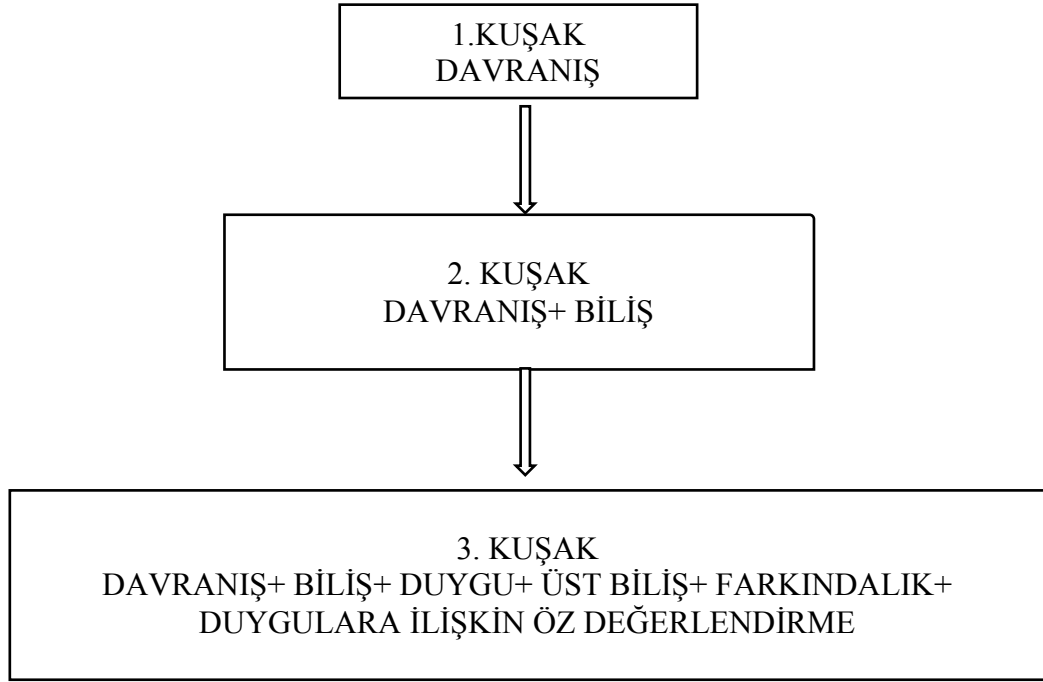 1.KUŞAK
DAVRANIŞ
2. KUŞAK
DAVRANIŞ+ BİLİŞ
3. KUŞAK
DAVRANIŞ+ BİLİŞ+ DUYGU+ ÜST BİLİŞ+ FARKINDALIK+
DUYGULARA İLİŞKİN ÖZ DEĞERLENDİRME